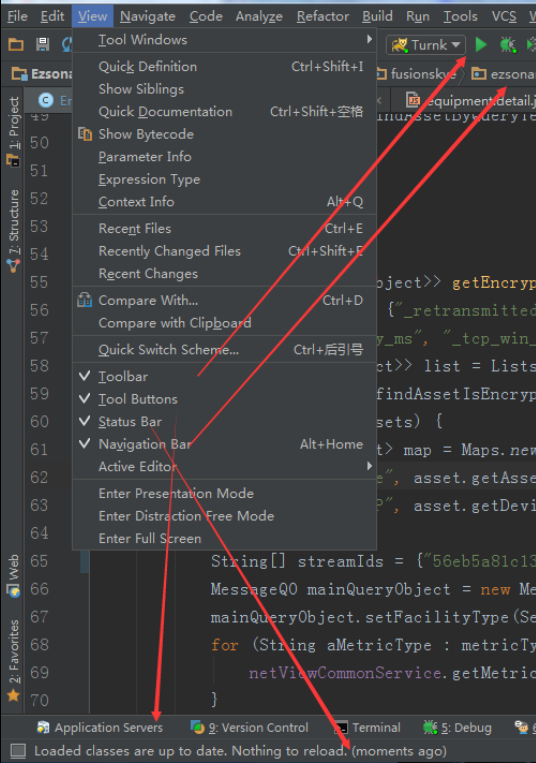 File Edit View Navigate Code Analyze Refactor Build Run Tools VCS
Tool Windows
Turnk
Ezsona
Quick Definition Ctrl+Shift+I
fusionskye
ezsona
Show Siblings
1: Project
Quick Documentation Ctrl+Shift+空格
equipment.detail.j
49
50 Show Bytecode
51 Parameter Info
Expression Type
52 Context Info Alt+Q
7: Structure
53 Recent Files Ctrl+E
54 Recently Changed Files Ctrl+Shift+E
Recent Changes
55 ject>> getEncryp
56 Compare With... Ctrl+D {"_retransmitted
57 Compare with Clipboard y_ms", "_tcp_win_
58 Quick Switch Scheme... Ctrl+后引号 ct>> list = Lists
59 Toolbar findAssetIsEncryp
Tool Buttons
60 Status Bar sets) {
61 Navigation Bar Alt+Home t> map = Maps.new
62 Active Editor ", asset.getAsse
63 Enter Presentation Mode P", asset.getDevi
64 Enter Distraction Free Mode
Enter Full Screen
65 String[] streamIds = {"56eb5a81c13
66 MessageQO mainQueryObject = new Me
67 mainQueryObject.setFacilityType(Se
68 for (String aMetricType : metricTy
69 netViewCommonService.getMetric
70 }
Web
2: Favorites
Application Servers 9: Version Control Terminal 5: Debug 6
Loaded classes are up to date. Nothing to reload. (moments ago)